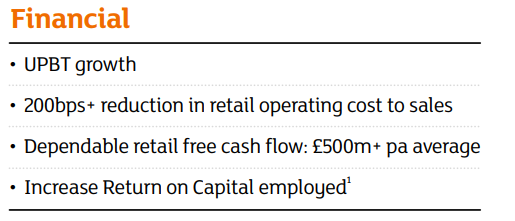 Financial
• UPBT growth
• 200bps+ reduction in retail operating cost to sales
• Dependable retail free cash flow: £500m+ pa average
• Increase Return on Capital employed¹